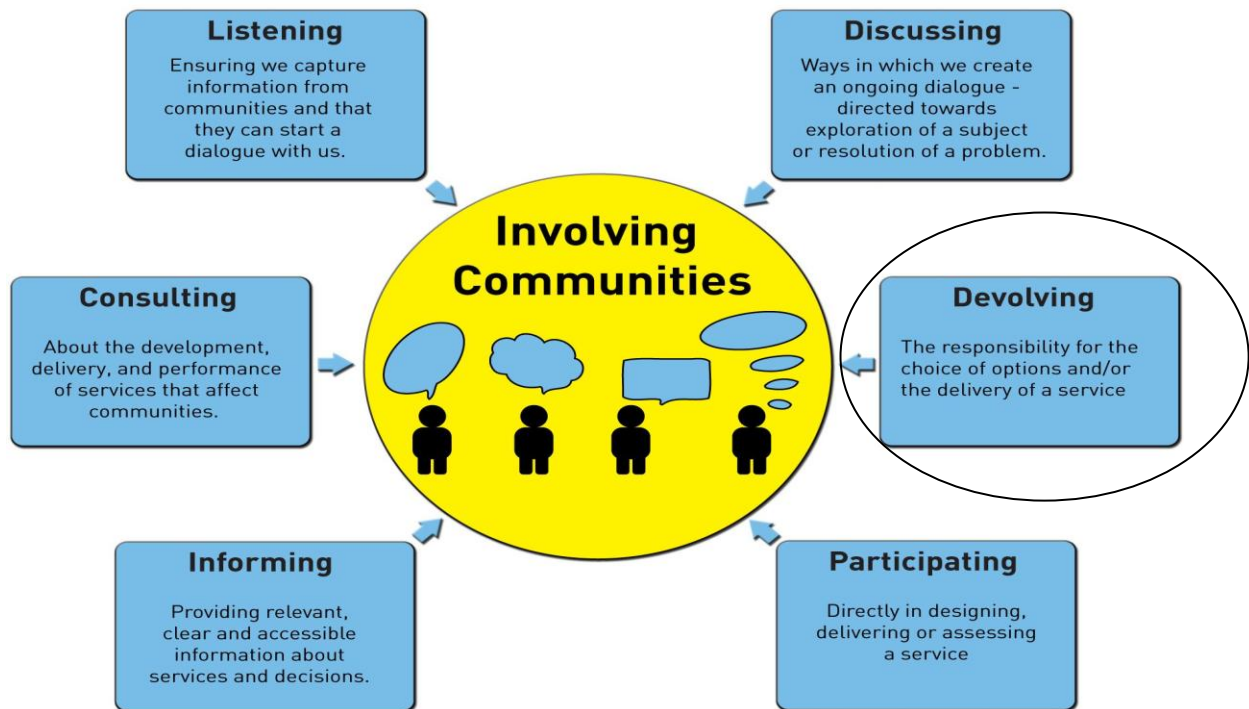 Listening
Ensuring we capture
information from
communities and that
they can start a
dialogue with us.
Discussing
Ways in which we create
an ongoing dialogue -
directed towards
exploration of a subject
or resolution of a problem.
Involving
Communities
Consulting
About the development,
delivery, and performance
of services that affect
communities.
Devolving
The responsibility for the
choice of options and/or
the delivery of a service
Informing
Providing relevant,
clear and accessible
information about
services and decisions.
Participating
Directly in designing,
delivering or assessing
a service